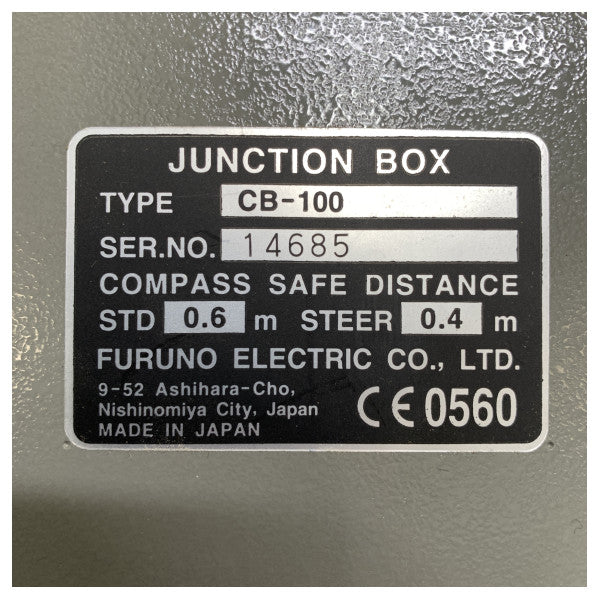 JUNCTION BOX
TYPE CB-100
SER.NO. 14685
COMPASS SAFE DISTANCE
STD 0.6 m STEER 0.4 m
FURUNO ELECTRIC CO., LTD.
9-52 Ashihara-Cho,
Nishinomiya City, Japan
MADE IN JAPAN
CE 0560